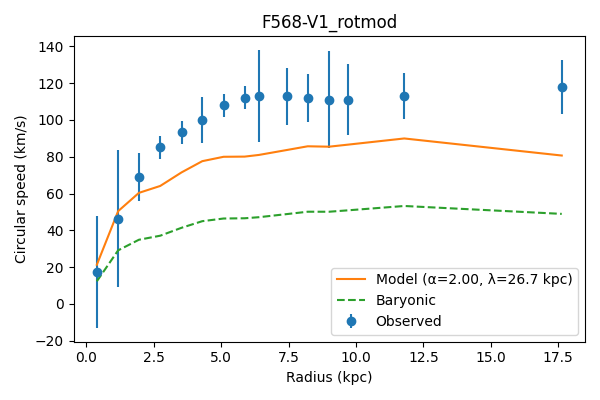 F568-V1_rotmod
Circular speed (km/s)
140
120
100
80
60
40
20
0
−20
0.0 2.5 5.0 7.5 10.0 12.5 15.0 17.5
Radius (kpc)
Model (α=2.00, λ=26.7 kpc)
Baryonic
Observed